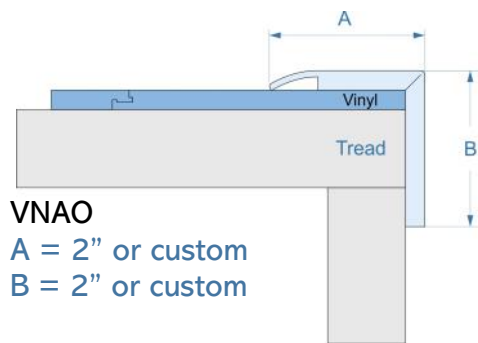 A
Vinyl
Tread
B
VNAO
A = 2” or custom
B = 2” or custom